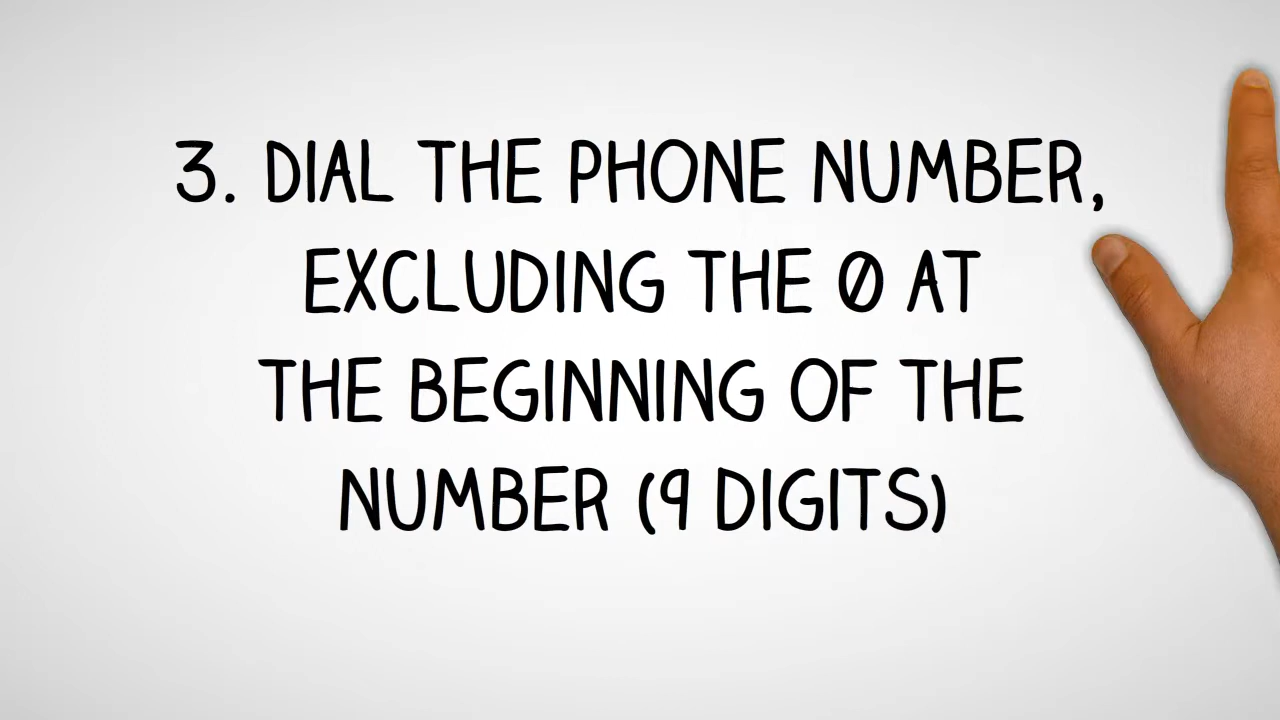 3. DIAL THE PHONE NUMBER,
EXCLUDING THE 0 AT
THE BEGINNING OF THE
NUMBER (9 DIGITS)